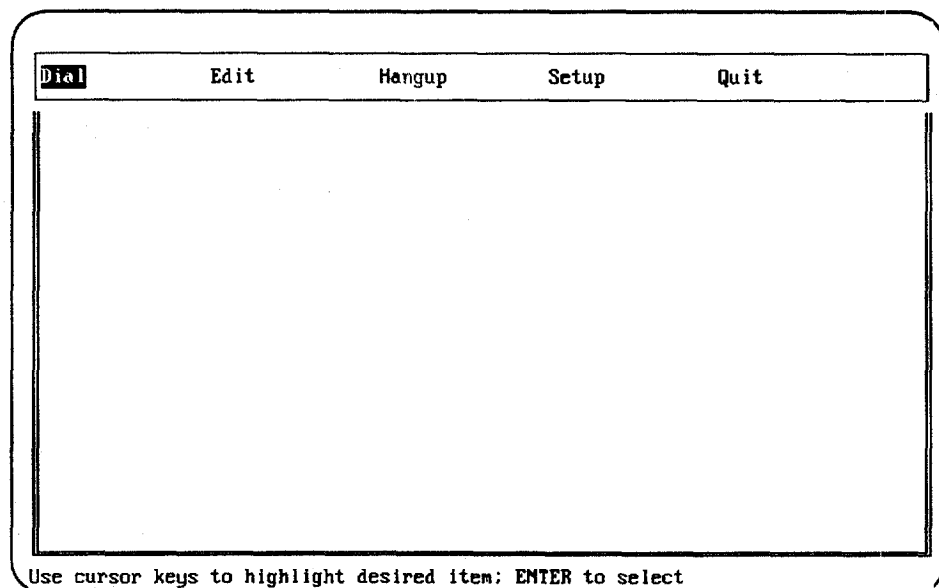 Dial Edit Hangup Setup Quit
Use cursor keys to highlight desired item; ENTER to select